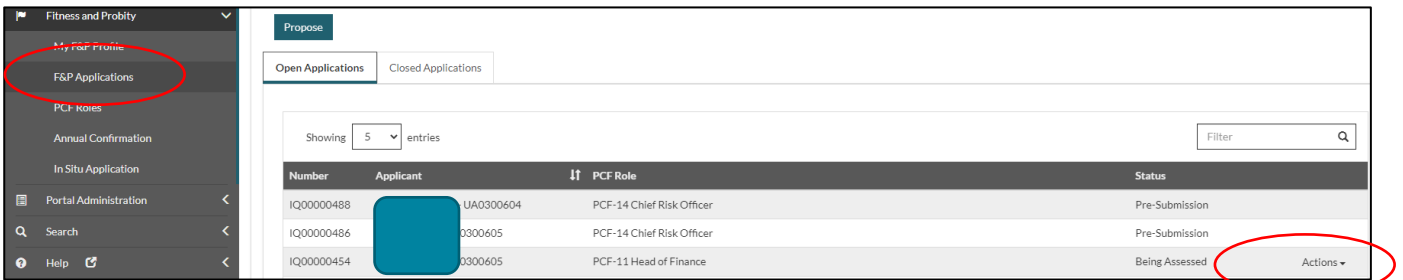 Fitness and Probity
My F&P Profile
F&P Applications
PCF Roles
Annual Confirmation
In Situ Application
Portal Administration
Search
Help
Propose
Open Applications Closed Applications
Showing 5 entries Filter
Number Applicant PCF Role Status
IQ00000488 UA0300604 PCF-14 Chief Risk Officer Pre-Submission
IQ00000486 0300605 PCF-14 Chief Risk Officer Pre-Submission
IQ00000454 0300605 PCF-11 Head of Finance Being Assessed Actions